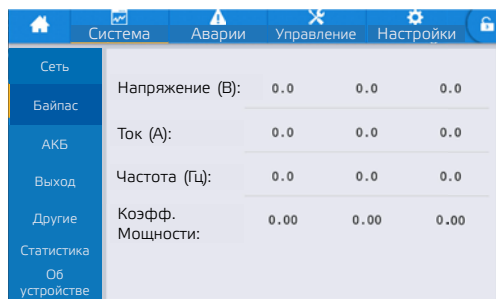 Система Аварии Управление Настройки
Сеть
Байпас
АКБ
Выход
Другие
Статистика
Об
устройстве
Напряжение (В): 0.0 0.0 0.0
Ток (А): 0.0 0.0 0.0
Частота (Гц): 0.0 0.0 0.0
Коэфф.
Мощности: 0.00 0.00 0.00